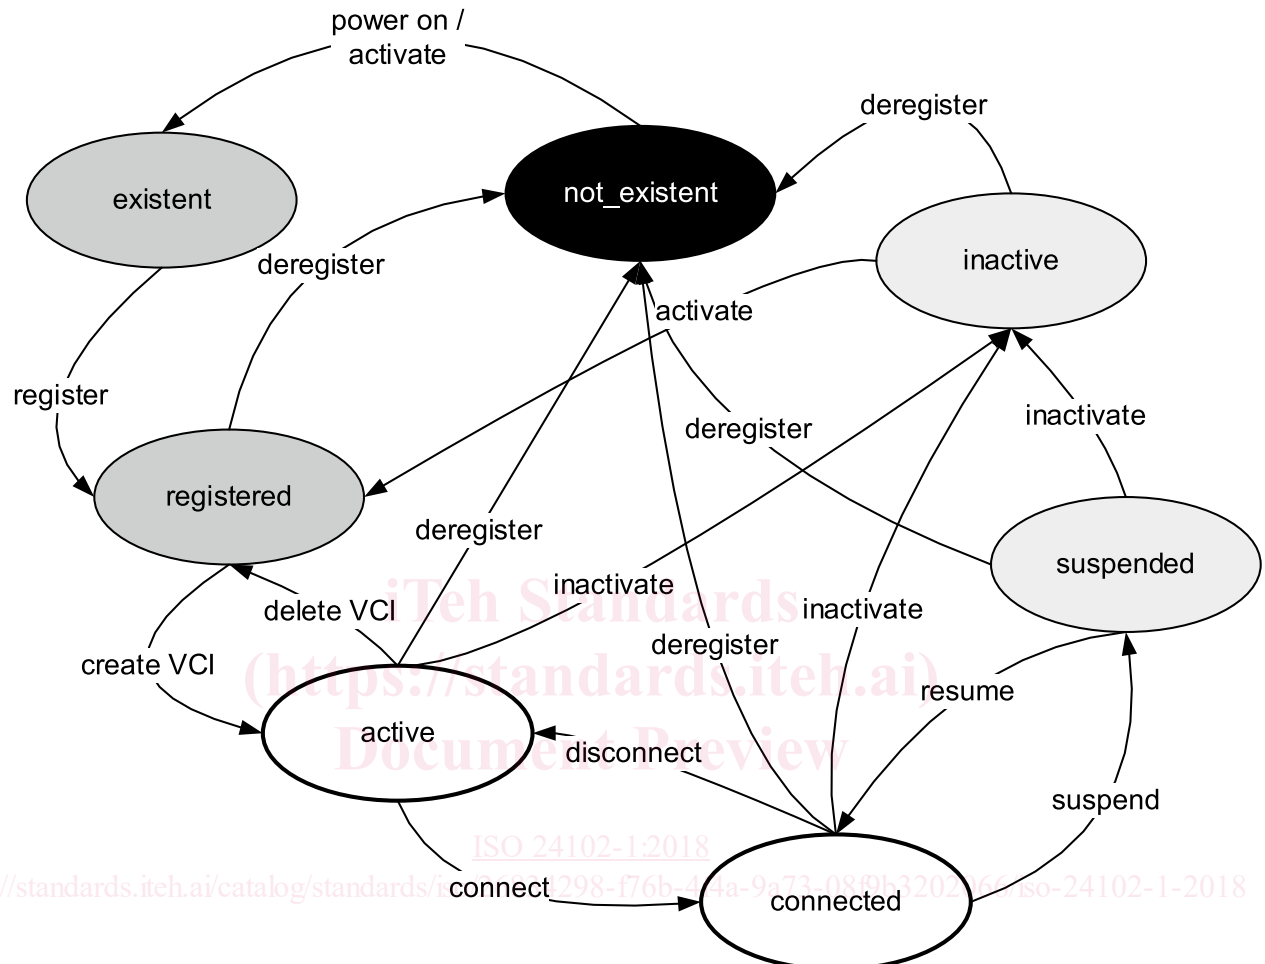 power on /
activate
deregister
existent
not_existent
deregister
inactive
activate
register
inactivate
deregister
registered
deregister
suspended
inactivate
delete VCI
inactivate
iTeh Standards
deregister
create VCI
(https://standards.iteh.ai)
resume
active
disconnect
Document Preview
suspend
ISO 24102-1:2018
connect
connected